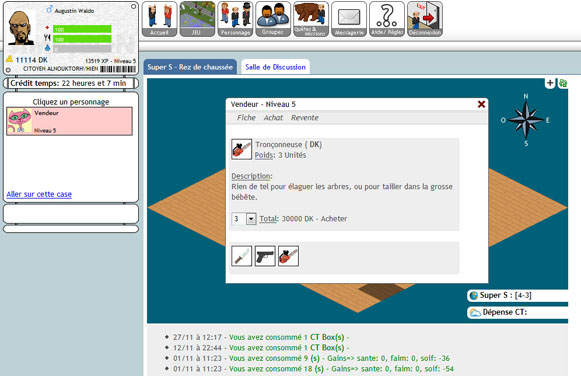 Augustin Waldo
100
100
11114 DK
13519 XP - Niveau 5
CITOYEN ALNOUKTORHV'HIEN
Crédit temps: 22 heures et 7 min
Cliquez un personnage
Vendeur
Niveau 5
Aller sur cette case
Accueil
JEU
Personnage
Groupes
Quêtes & Missions
Messagerie
Aide / Règles
Déconnexion
Super S - Rez de chaussée
Salle de Discussion
Vendeur - Niveau 5
Fiche Achat Revente
Tronçonneuse ( DK)
Poids: 3 Unités
Description:
Rien de tel pour élaguer les arbres, ou pour tailler dans la grosse
bébête.
3 Total: 30000 DK - Acheter
N
O E
S
Super S : [4-3]
Dépense CT:
27/11 à 12:17 - Vous avez consommé 1 CT Box(s) -
12/11 à 22:44 - Vous avez consommé 1 CT Box(s) -
01/11 à 11:23 - Vous avez consommé 9 (s) - Gains=> sante: 0, faim: 0, soif: -36
01/11 à 11:23 - Vous avez consommé 18 (s) - Gains=> sante: 0, faim: 0, soif: -54